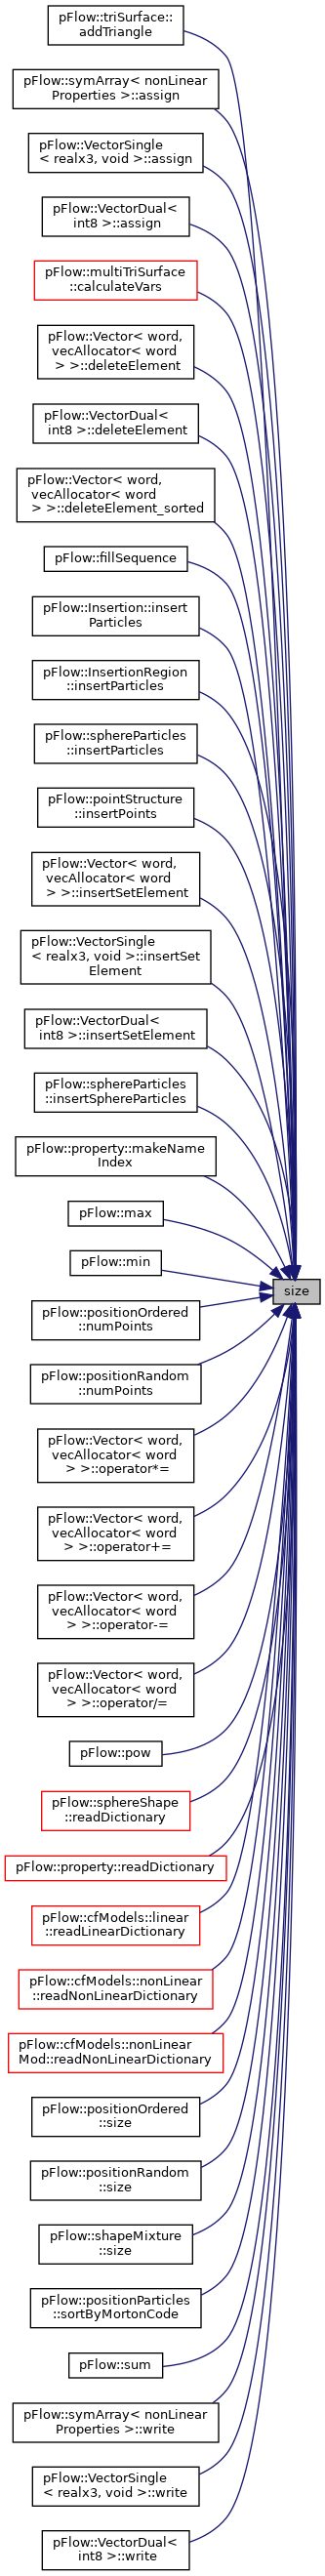 pFlow::triSurface::
addTriangle
pFlow::symArray< nonLinear
Properties >::assign
pFlow::VectorSingle
< realx3, void >::assign
pFlow::VectorDual<
int8 >::assign
pFlow::multiTriSurface
::calculateVars
pFlow::Vector< word,
vecAllocator< word
> >::deleteElement
pFlow::VectorDual<
int8 >::deleteElement
pFlow::Vector< word,
vecAllocator< word
> >::deleteElement_sorted
pFlow::fillSequence
pFlow::Insertion::insert
Particles
pFlow::InsertionRegion
::insertParticles
pFlow::sphereParticles
::insertParticles
pFlow::pointStructure
::insertPoints
pFlow::Vector< word,
vecAllocator< word
> >::insertSetElement
pFlow::VectorSingle
< realx3, void >::insertSet
Element
pFlow::VectorDual<
int8 >::insertSetElement
pFlow::sphereParticles
::insertSphereParticles
pFlow::property::makeName
Index
pFlow::max
pFlow::min
size
pFlow::positionOrdered
::numPoints
pFlow::positionRandom
::numPoints
pFlow::Vector< word,
vecAllocator< word
> >::operator*=
pFlow::Vector< word,
vecAllocator< word
> >::operator+=
pFlow::Vector< word,
vecAllocator< word
> >::operator-=
pFlow::Vector< word,
vecAllocator< word
> >::operator/=
pFlow::pow
pFlow::sphereShape
::readDictionary
pFlow::property::readDictionary
pFlow::cfModels::linear
::readLinearDictionary
pFlow::cfModels::nonLinear
::readNonLinearDictionary
pFlow::cfModels::nonLinear
Mod::readNonLinearDictionary
pFlow::positionOrdered
::size
pFlow::positionRandom
::size
pFlow::shapeMixture
::size
pFlow::positionParticles
::sortByMortonCode
pFlow::sum
pFlow::symArray< nonLinear
Properties >::write
pFlow::VectorSingle
< realx3, void >::write
pFlow::VectorDual<
int8 >::write